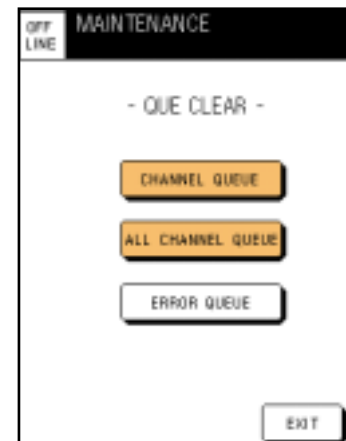 OFF LINE MAINTENANCE
- QUE CLEAR -
CHANNEL QUEUE
ALL CHANNEL QUEUE
ERROR QUEUE
EXIT